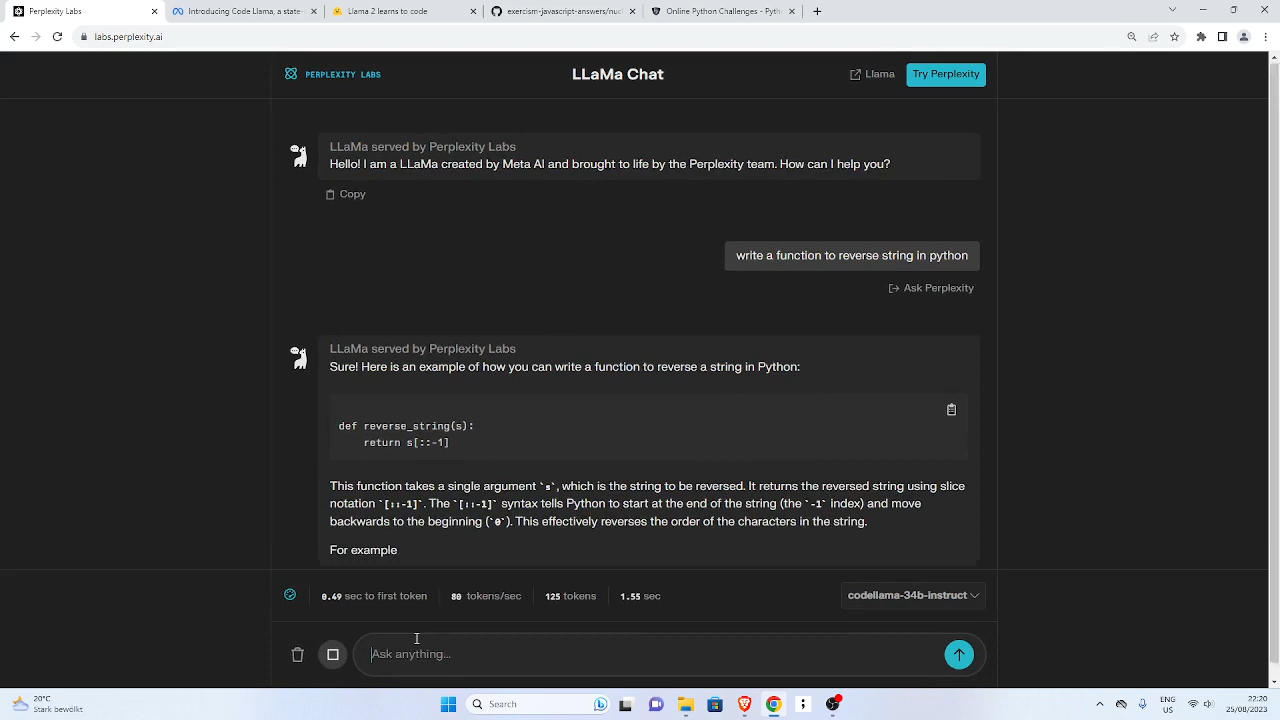 Perplexity Labs
Introducing Code Llama, a state-
Llama 2 learns to code
exercism-javascript-answers/nucl
Online Python Challenges - Pyth
labs.perplexity.ai
PERPLEXITY LABS
LLaMa Chat
Llama
Try Perplexity
LLaMa served by Perplexity Labs
Hello! I am a LLaMa created by Meta AI and brought to life by the Perplexity team. How can I help you?
Copy
write a function to reverse string in python
Ask Perplexity
LLaMa served by Perplexity Labs
Sure! Here is an example of how you can write a function to reverse a string in Python:
def reverse_string(s):
    return s[::-1]
This function takes a single argument `s`, which is the string to be reversed. It returns the reversed string using slice
notation `[::-1]`. The `[::-1]` syntax tells Python to start at the end of the string (the `-1` index) and move
backwards to the beginning (`0`). This effectively reverses the order of the characters in the string.
For example
0.49 sec to first token
80 tokens/sec
125 tokens
1.55 sec
codellama-34b-instruct
Ask anything...
20°C
Stark bewölkt
Search
ENG
US
22:20
25/08/2023